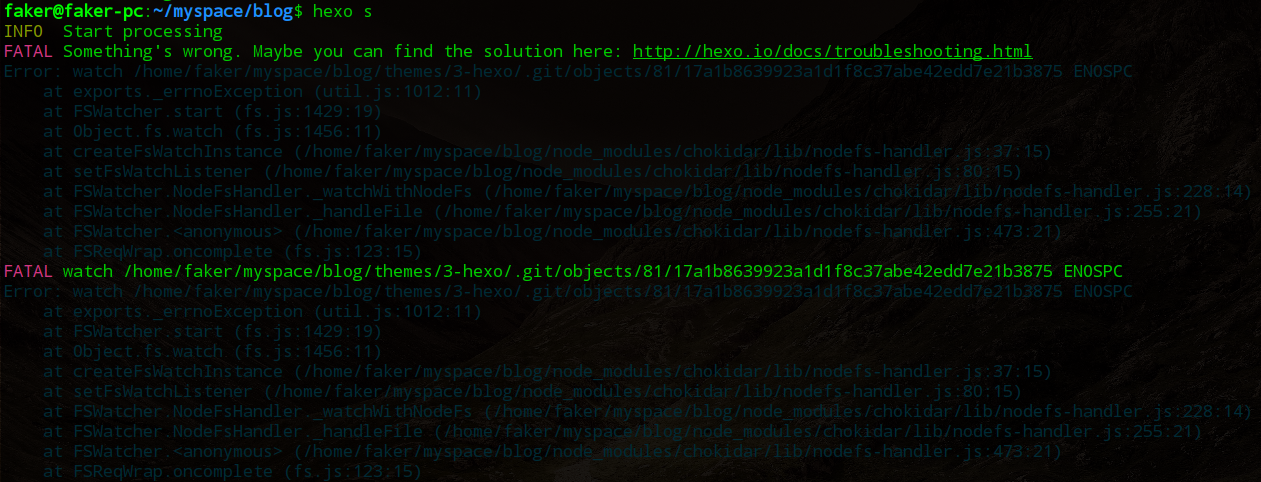 faker@faker-pc:~/myspace/blog$ hexo s
INFO  Start processing
FATAL Something's wrong. Maybe you can find the solution here: http://hexo.io/docs/troubleshooting.html
Error: watch /home/faker/myspace/blog/themes/3-hexo/.git/objects/81/17a1b8639923a1d1f8c37abe42edd7e21b3875 ENOSPC
    at exports._errnoException (util.js:1012:11)
    at FSWatcher.start (fs.js:1429:19)
    at Object.fs.watch (fs.js:1456:11)
    at createFsWatchInstance (/home/faker/myspace/blog/node_modules/chokidar/lib/nodefs-handler.js:37:15)
    at setFsWatchListener (/home/faker/myspace/blog/node_modules/chokidar/lib/nodefs-handler.js:80:15)
    at FSWatcher.NodeFsHandler._watchWithNodeFs (/home/faker/myspace/blog/node_modules/chokidar/lib/nodefs-handler.js:228:14)
    at FSWatcher.NodeFsHandler._handleFile (/home/faker/myspace/blog/node_modules/chokidar/lib/nodefs-handler.js:255:21)
    at FSWatcher.<anonymous> (/home/faker/myspace/blog/node_modules/chokidar/lib/nodefs-handler.js:473:21)
    at FSReqWrap.oncomplete (fs.js:123:15)
FATAL watch /home/faker/myspace/blog/themes/3-hexo/.git/objects/81/17a1b8639923a1d1f8c37abe42edd7e21b3875 ENOSPC
Error: watch /home/faker/myspace/blog/themes/3-hexo/.git/objects/81/17a1b8639923a1d1f8c37abe42edd7e21b3875 ENOSPC
    at exports._errnoException (util.js:1012:11)
    at FSWatcher.start (fs.js:1429:19)
    at Object.fs.watch (fs.js:1456:11)
    at createFsWatchInstance (/home/faker/myspace/blog/node_modules/chokidar/lib/nodefs-handler.js:37:15)
    at setFsWatchListener (/home/faker/myspace/blog/node_modules/chokidar/lib/nodefs-handler.js:80:15)
    at FSWatcher.NodeFsHandler._watchWithNodeFs (/home/faker/myspace/blog/node_modules/chokidar/lib/nodefs-handler.js:228:14)
    at FSWatcher.NodeFsHandler._handleFile (/home/faker/myspace/blog/node_modules/chokidar/lib/nodefs-handler.js:255:21)
    at FSWatcher.<anonymous> (/home/faker/myspace/blog/node_modules/chokidar/lib/nodefs-handler.js:473:21)
    at FSReqWrap.oncomplete (fs.js:123:15)